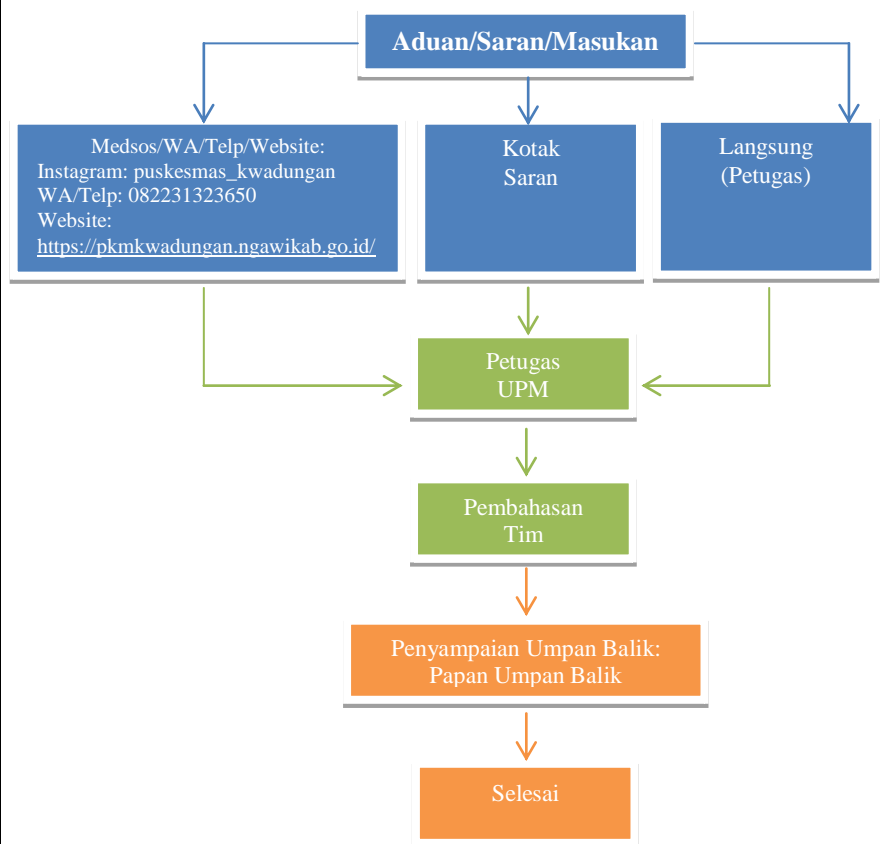 Aduan/Saran/Masukan
Medsos/WA/Telp/Website:
Instagram: puskesmas_kwadungan
WA/Telp: 082231323650
Website:
https://pkmkwadungan.ngawikab.go.id/
Kotak
Saran
Langsung
(Petugas)
Petugas
UPM
Pembahasan
Tim
Penyampaian Umpan Balik:
Papan Umpan Balik
Selesai